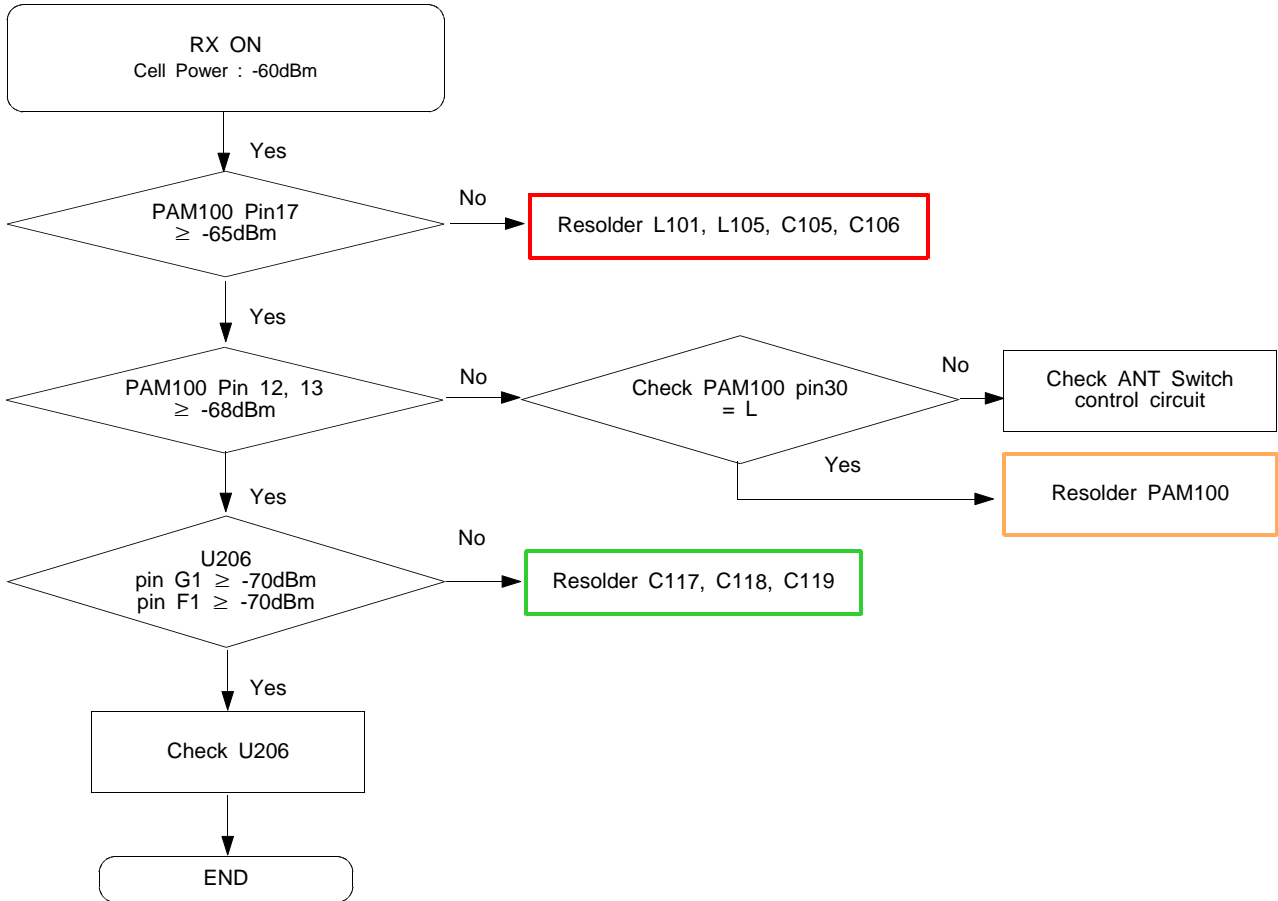 RX ON
Cell Power : -60dBm
Yes
PAM100 Pin17
≥ -65dBm
No
Resolder L101, L105, C105, C106
Yes
PAM100 Pin 12, 13
≥ -68dBm
No
Check PAM100 pin30
= L
No
Check ANT Switch
control circuit
Yes
Resolder PAM100
Yes
U206
pin G1 ≥ -70dBm
pin F1 ≥ -70dBm
No
Resolder C117, C118, C119
Yes
Check U206
END